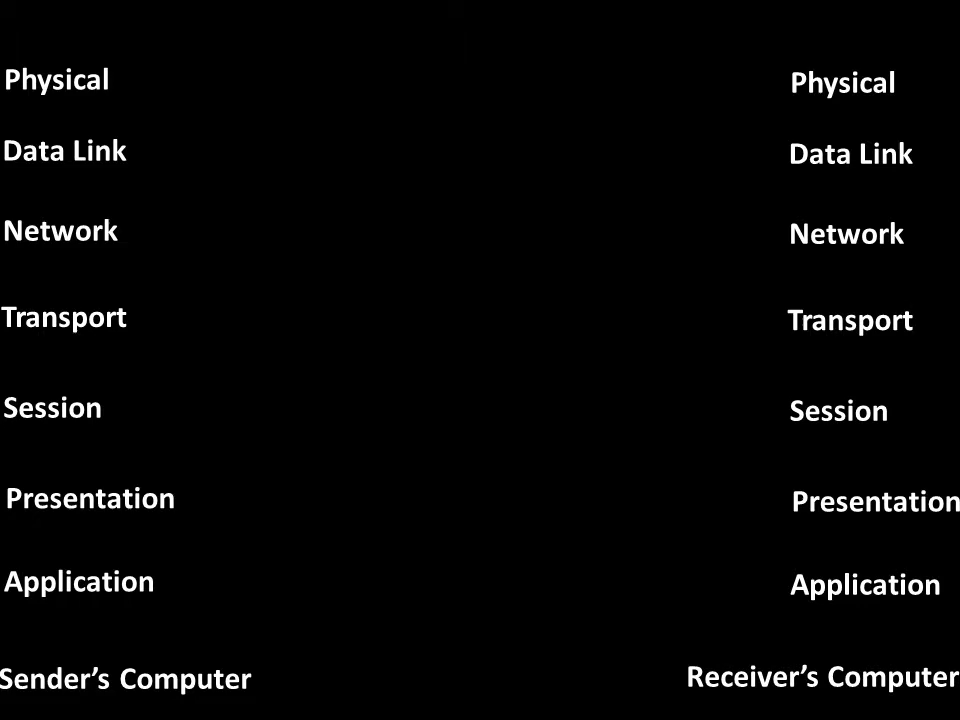 Physical
Data Link
Network
Transport
Session
Presentation
Application
Sender’s Computer
Physical
Data Link
Network
Transport
Session
Presentation
Application
Receiver’s Computer